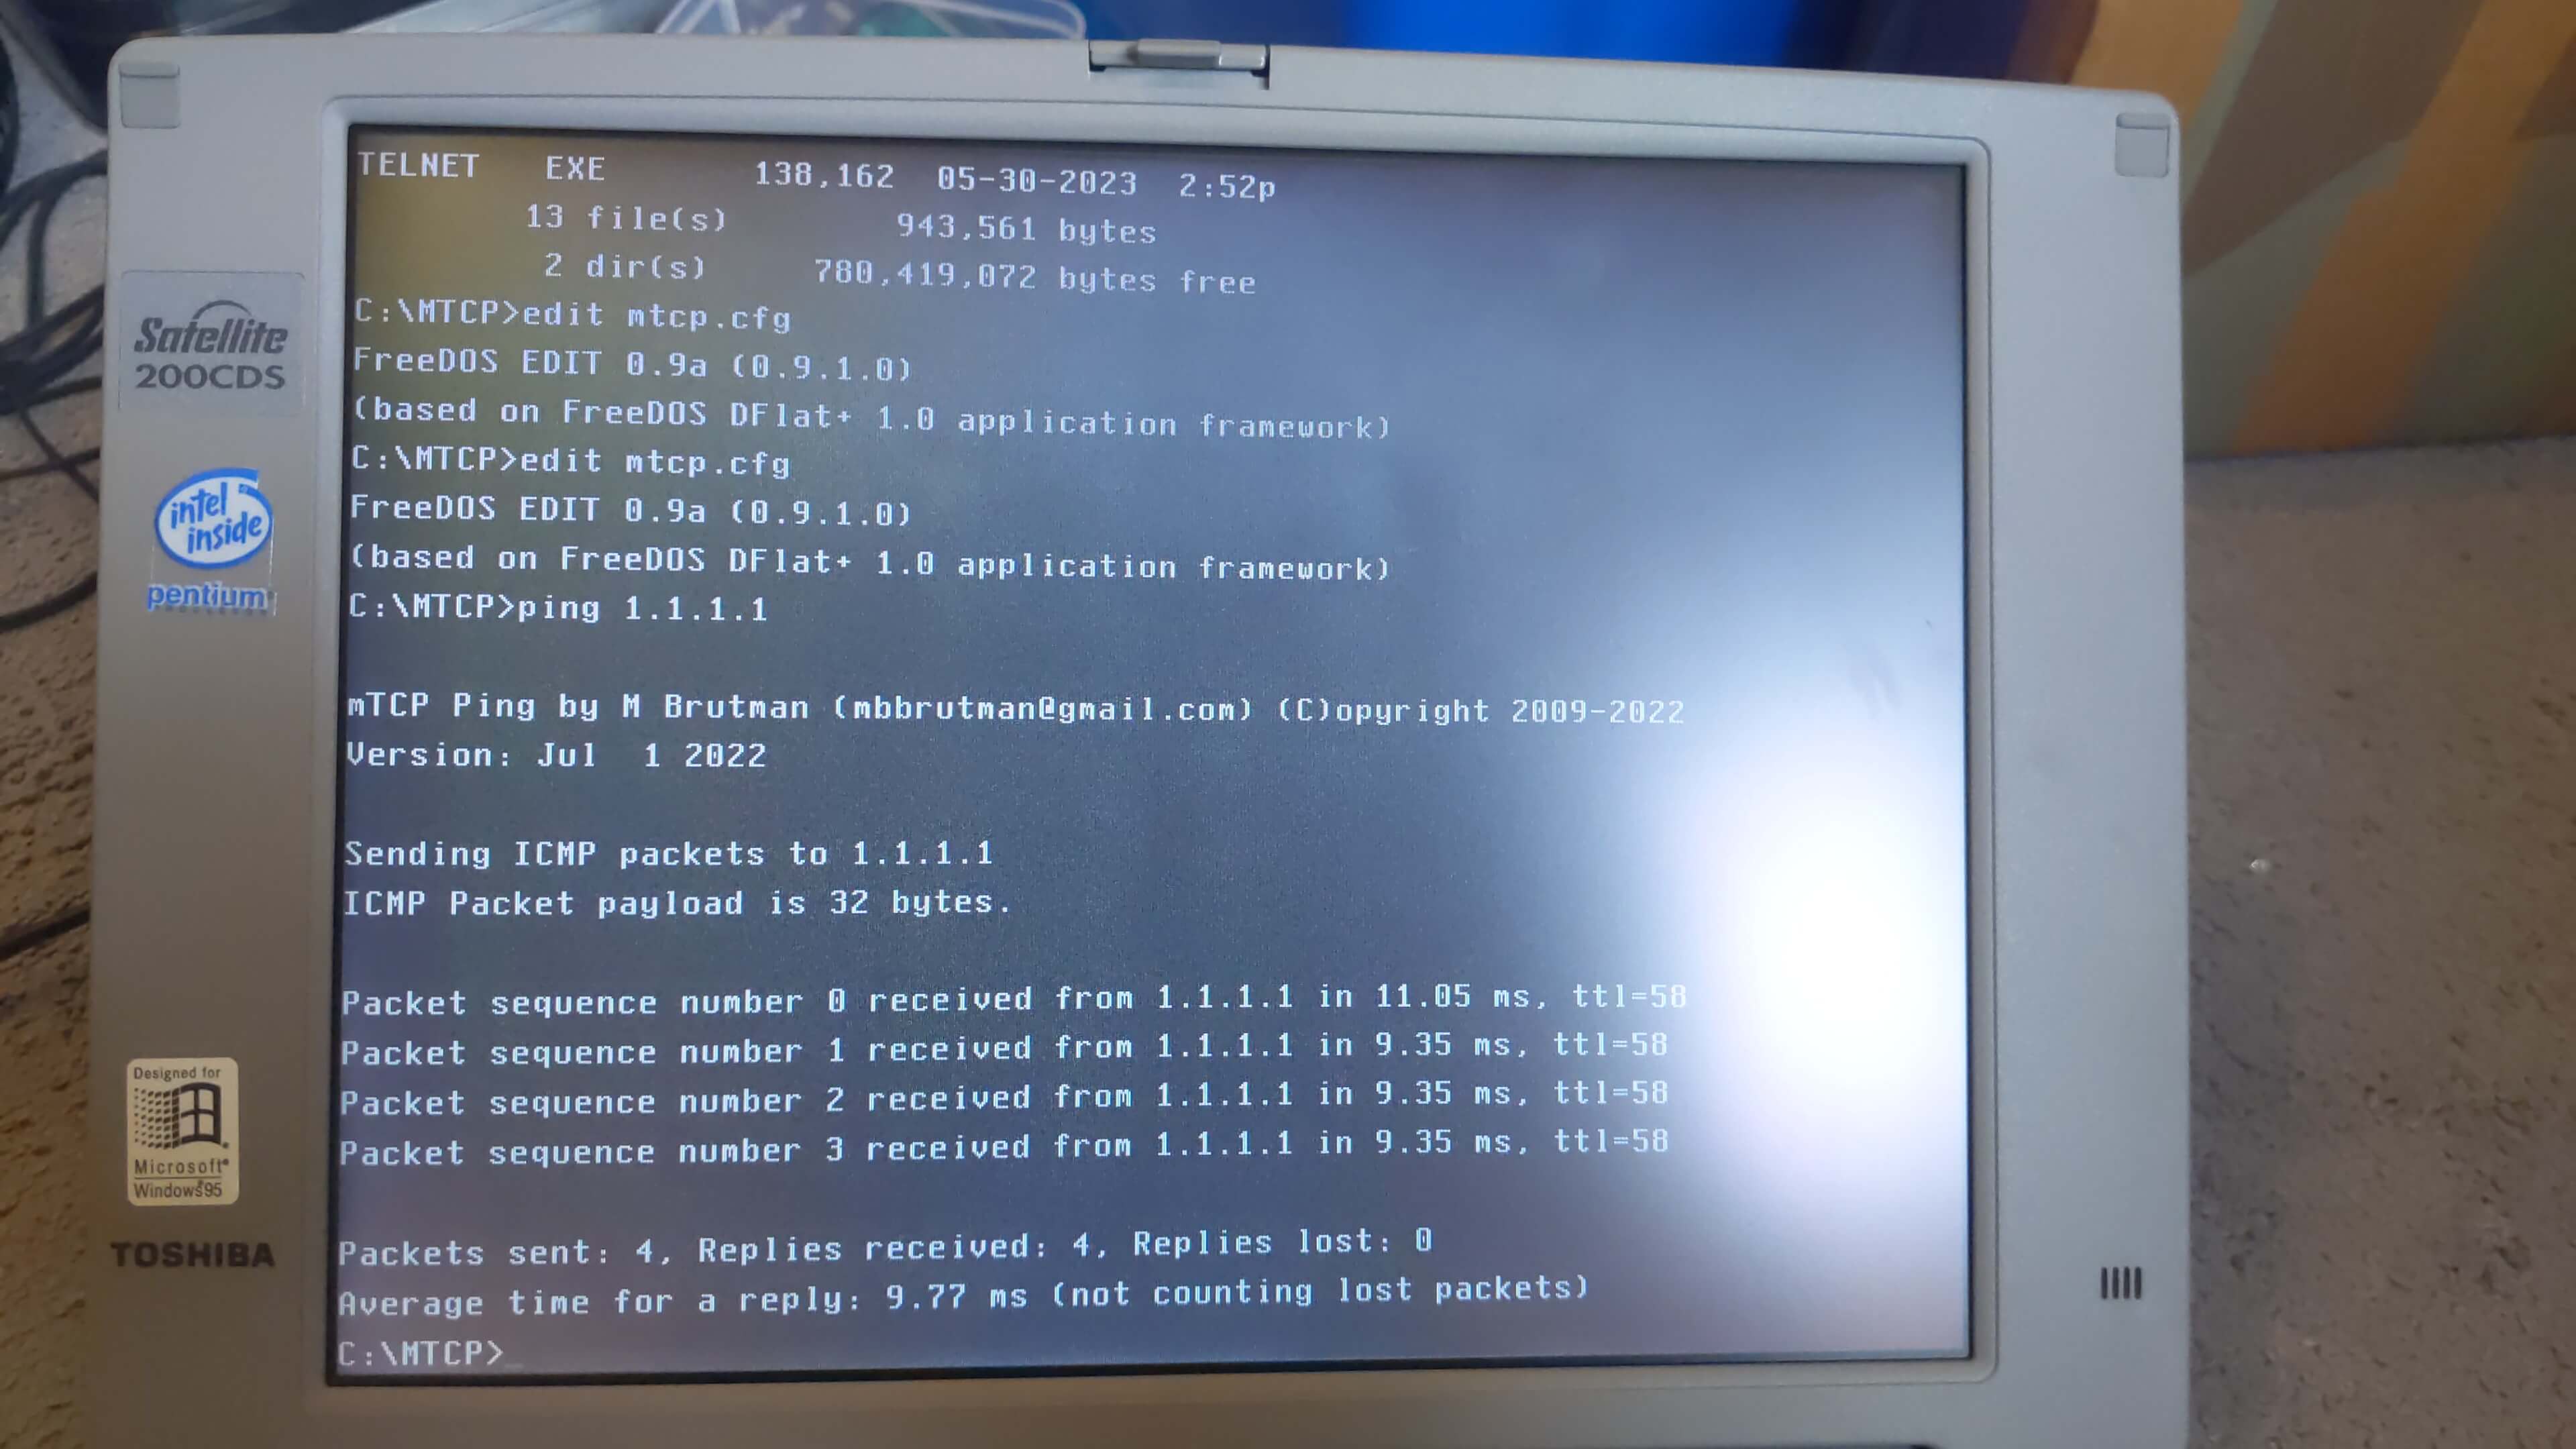 TELNET EXE 138,162 05-30-2023 2:52p
13 file(s) 943,561 bytes
2 dir(s) 780,419,072 bytes free
C:\MTCP>edit mtcp.cfg
FreeDOS EDIT 0.9a (0.9.1.0)
(based on FreeDOS DFlat+ 1.0 application framework)
C:\MTCP>edit mtcp.cfg
FreeDOS EDIT 0.9a (0.9.1.0)
(based on FreeDOS DFlat+ 1.0 application framework)
C:\MTCP>ping 1.1.1.1
mTCP Ping by M Brutman (mbbrutman@gmail.com) (C)opyright 2009-2022
Version: Jul 1 2022
Sending ICMP packets to 1.1.1.1
ICMP Packet payload is 32 bytes.
Packet sequence number 0 received from 1.1.1.1 in 11.05 ms, ttl=58
Packet sequence number 1 received from 1.1.1.1 in 9.35 ms, ttl=58
Packet sequence number 2 received from 1.1.1.1 in 9.35 ms, ttl=58
Packet sequence number 3 received from 1.1.1.1 in 9.35 ms, ttl=58
Packets sent: 4, Replies received: 4, Replies lost: 0
Average time for a reply: 9.77 ms (not counting lost packets)
C:\MTCP>_
Satellite
200CDS
intel
inside
pentium
Designed for
Microsoft®
Windows®95
TOSHIBA